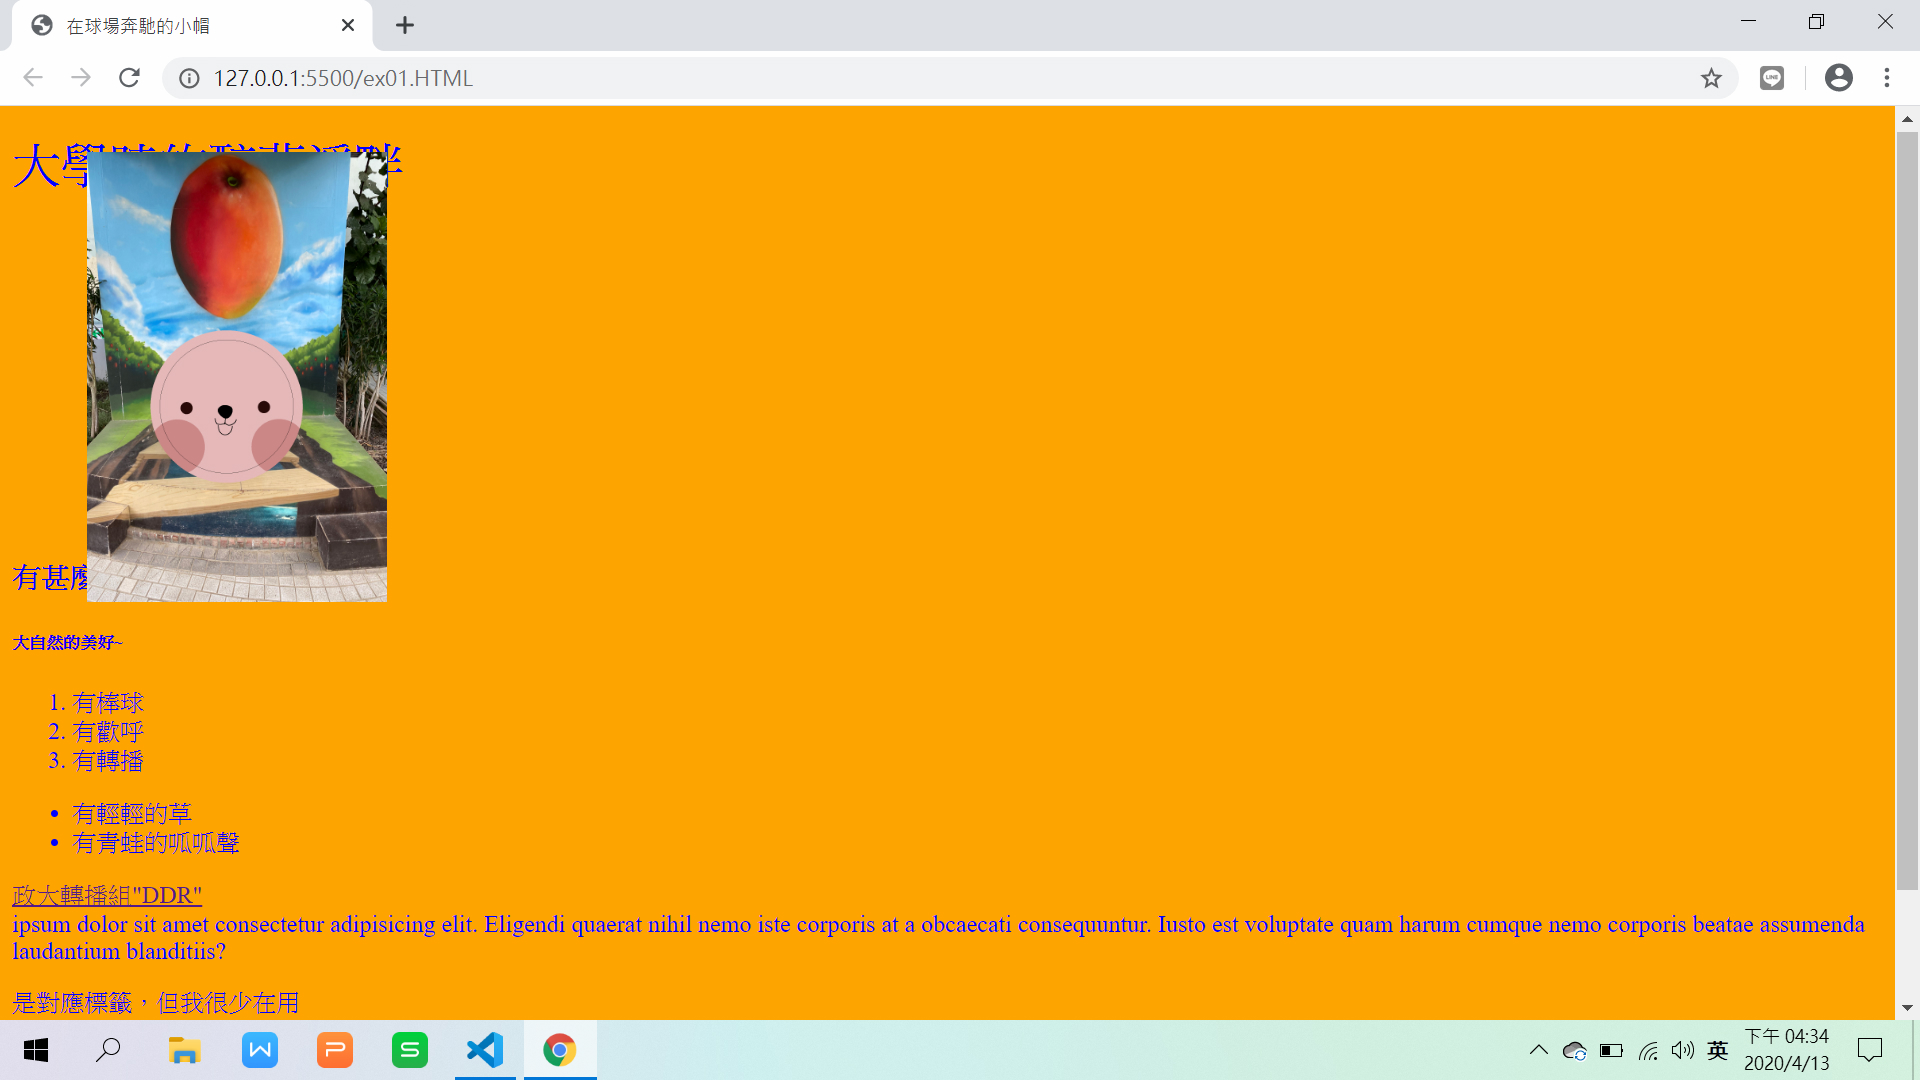 在球場奔馳的小帽
127.0.0.1:5500/ex01.HTML
LINE
大學
有甚麼
大自然的美好~
1. 有棒球
2. 有歡呼
3. 有轉播
• 有輕輕的草
• 有青蛙的呱呱聲
政大轉播組"DDR"
ipsum dolor sit amet consectetur adipisicing elit. Eligendi quaerat nihil nemo iste corporis at a obcaecati consequuntur. Iusto est voluptate quam harum cumque nemo corporis beatae assumenda
laudantium blanditiis?
是對應標籤，但我很少在用
英
下午 04:34
2020/4/13